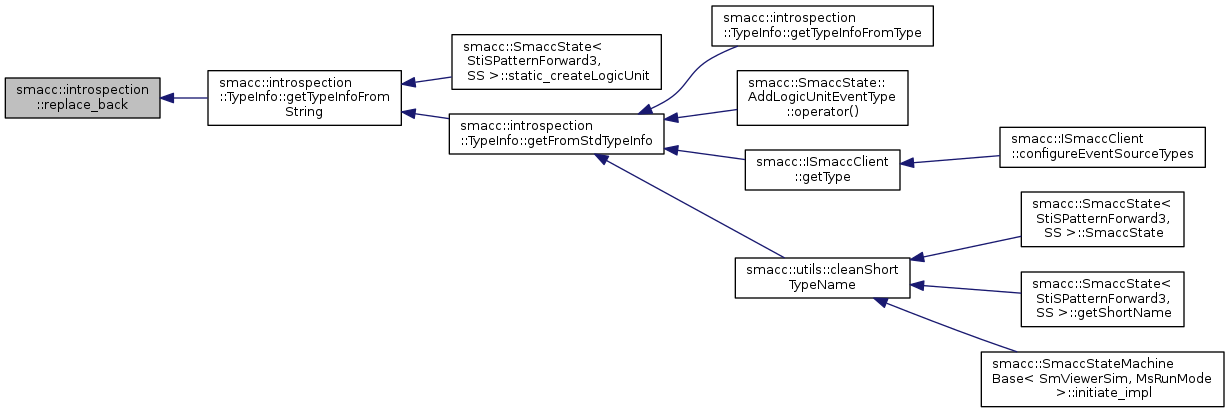 smacc::introspection
::replace_back
smacc::introspection
::TypeInfo::getTypeInfoFrom
String
smacc::SmaccState<
StiSPatternForward3,
SS >::static_createLogicUnit
smacc::introspection
::TypeInfo::getFromStdTypeInfo
smacc::introspection
::TypeInfo::getTypeInfoFromType
smacc::SmaccState::
AddLogicUnitEventType
::operator()
smacc::ISmaccClient
::getType
smacc::ISmaccClient
::configureEventSourceTypes
smacc::utils::cleanShort
TypeName
smacc::SmaccState<
StiSPatternForward3,
SS >::SmaccState
smacc::SmaccState<
StiSPatternForward3,
SS >::getShortName
smacc::SmaccStateMachine
Base< SmViewerSim, MsRunMode
>::initiate_impl